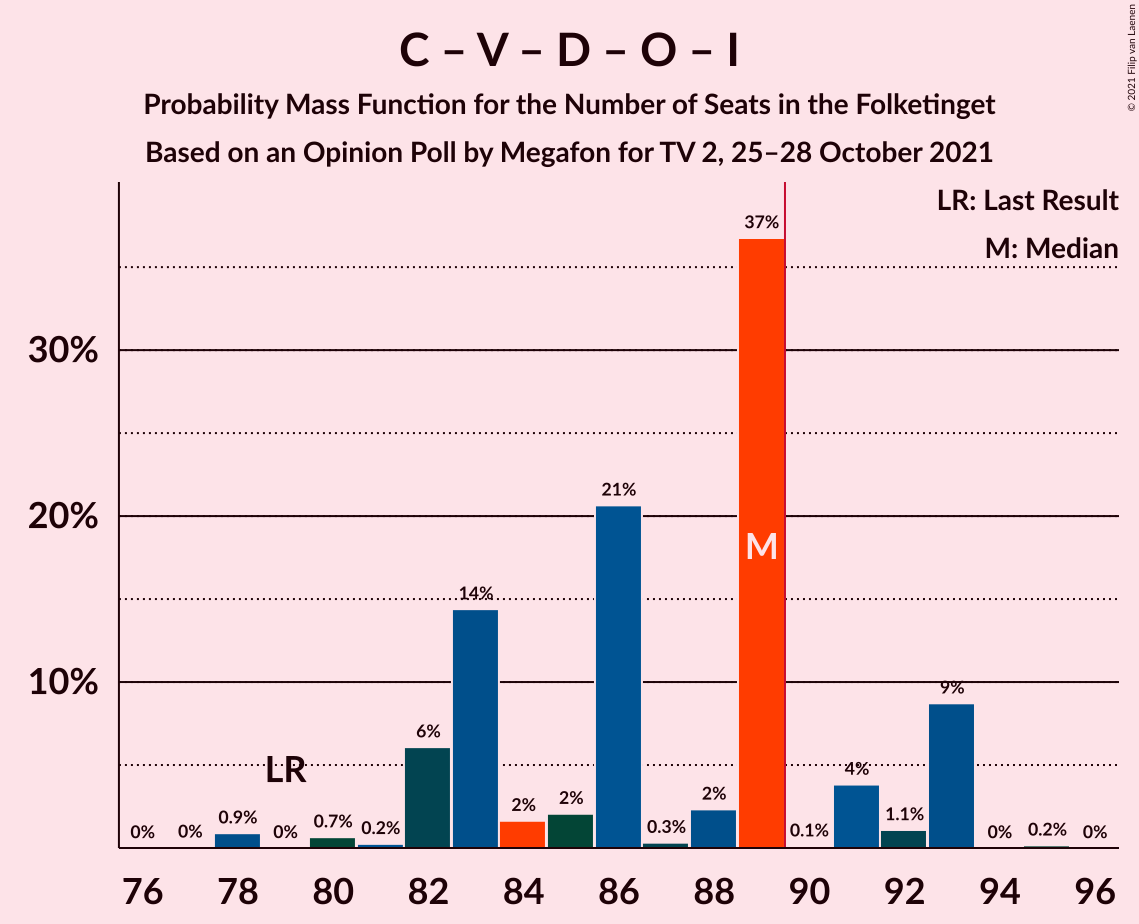 C – V – D – O – I
Probability Mass Function for the Number of Seats in the Folketinget
Based on an Opinion Poll by Megafon for TV 2, 25–28 October 2021
© 2021 Filip van Laenen
LR: Last Result
M: Median
30%
20%
10%
0%
0%
0.9%
0%
0.7%
0.2%
6%
14%
2%
2%
21%
0.3%
2%
37%
0.1%
4%
1.1%
9%
0%
0.2%
0%
LR
M
76 78 80 82 84 86 88 90 92 94 96